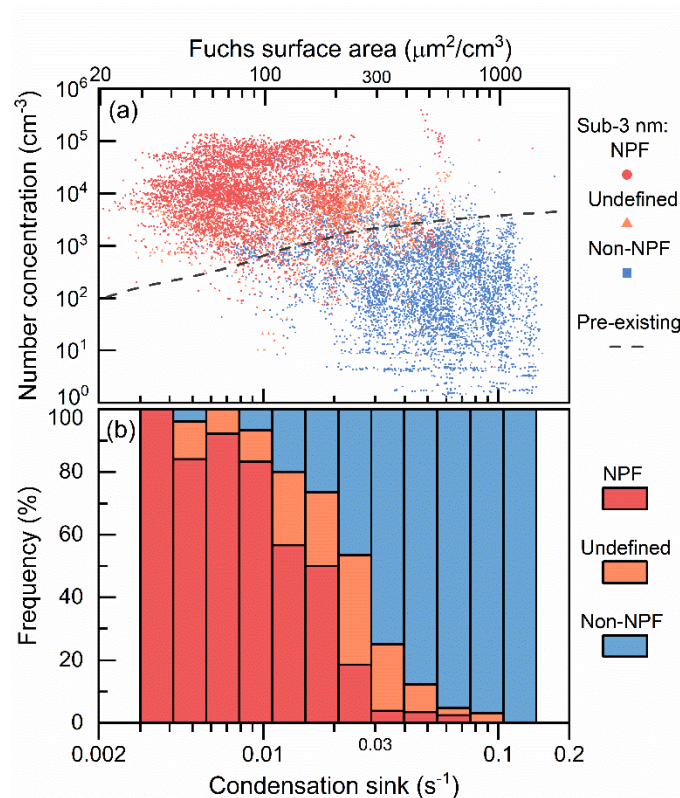 Fuchs surface area (μm²/cm³)
20 100 300 1000
(a)
Number concentration (cm⁻³)
10⁶
10⁵
10⁴
10³
10²
10¹
10⁰
Sub-3 nm:
NPF
Undefined
Non-NPF
Pre-existing
(b)
Frequency (%)
100
80
60
40
20
0
NPF
Undefined
Non-NPF
0.002 0.01 0.03 0.1 0.2
Condensation sink (s⁻¹)